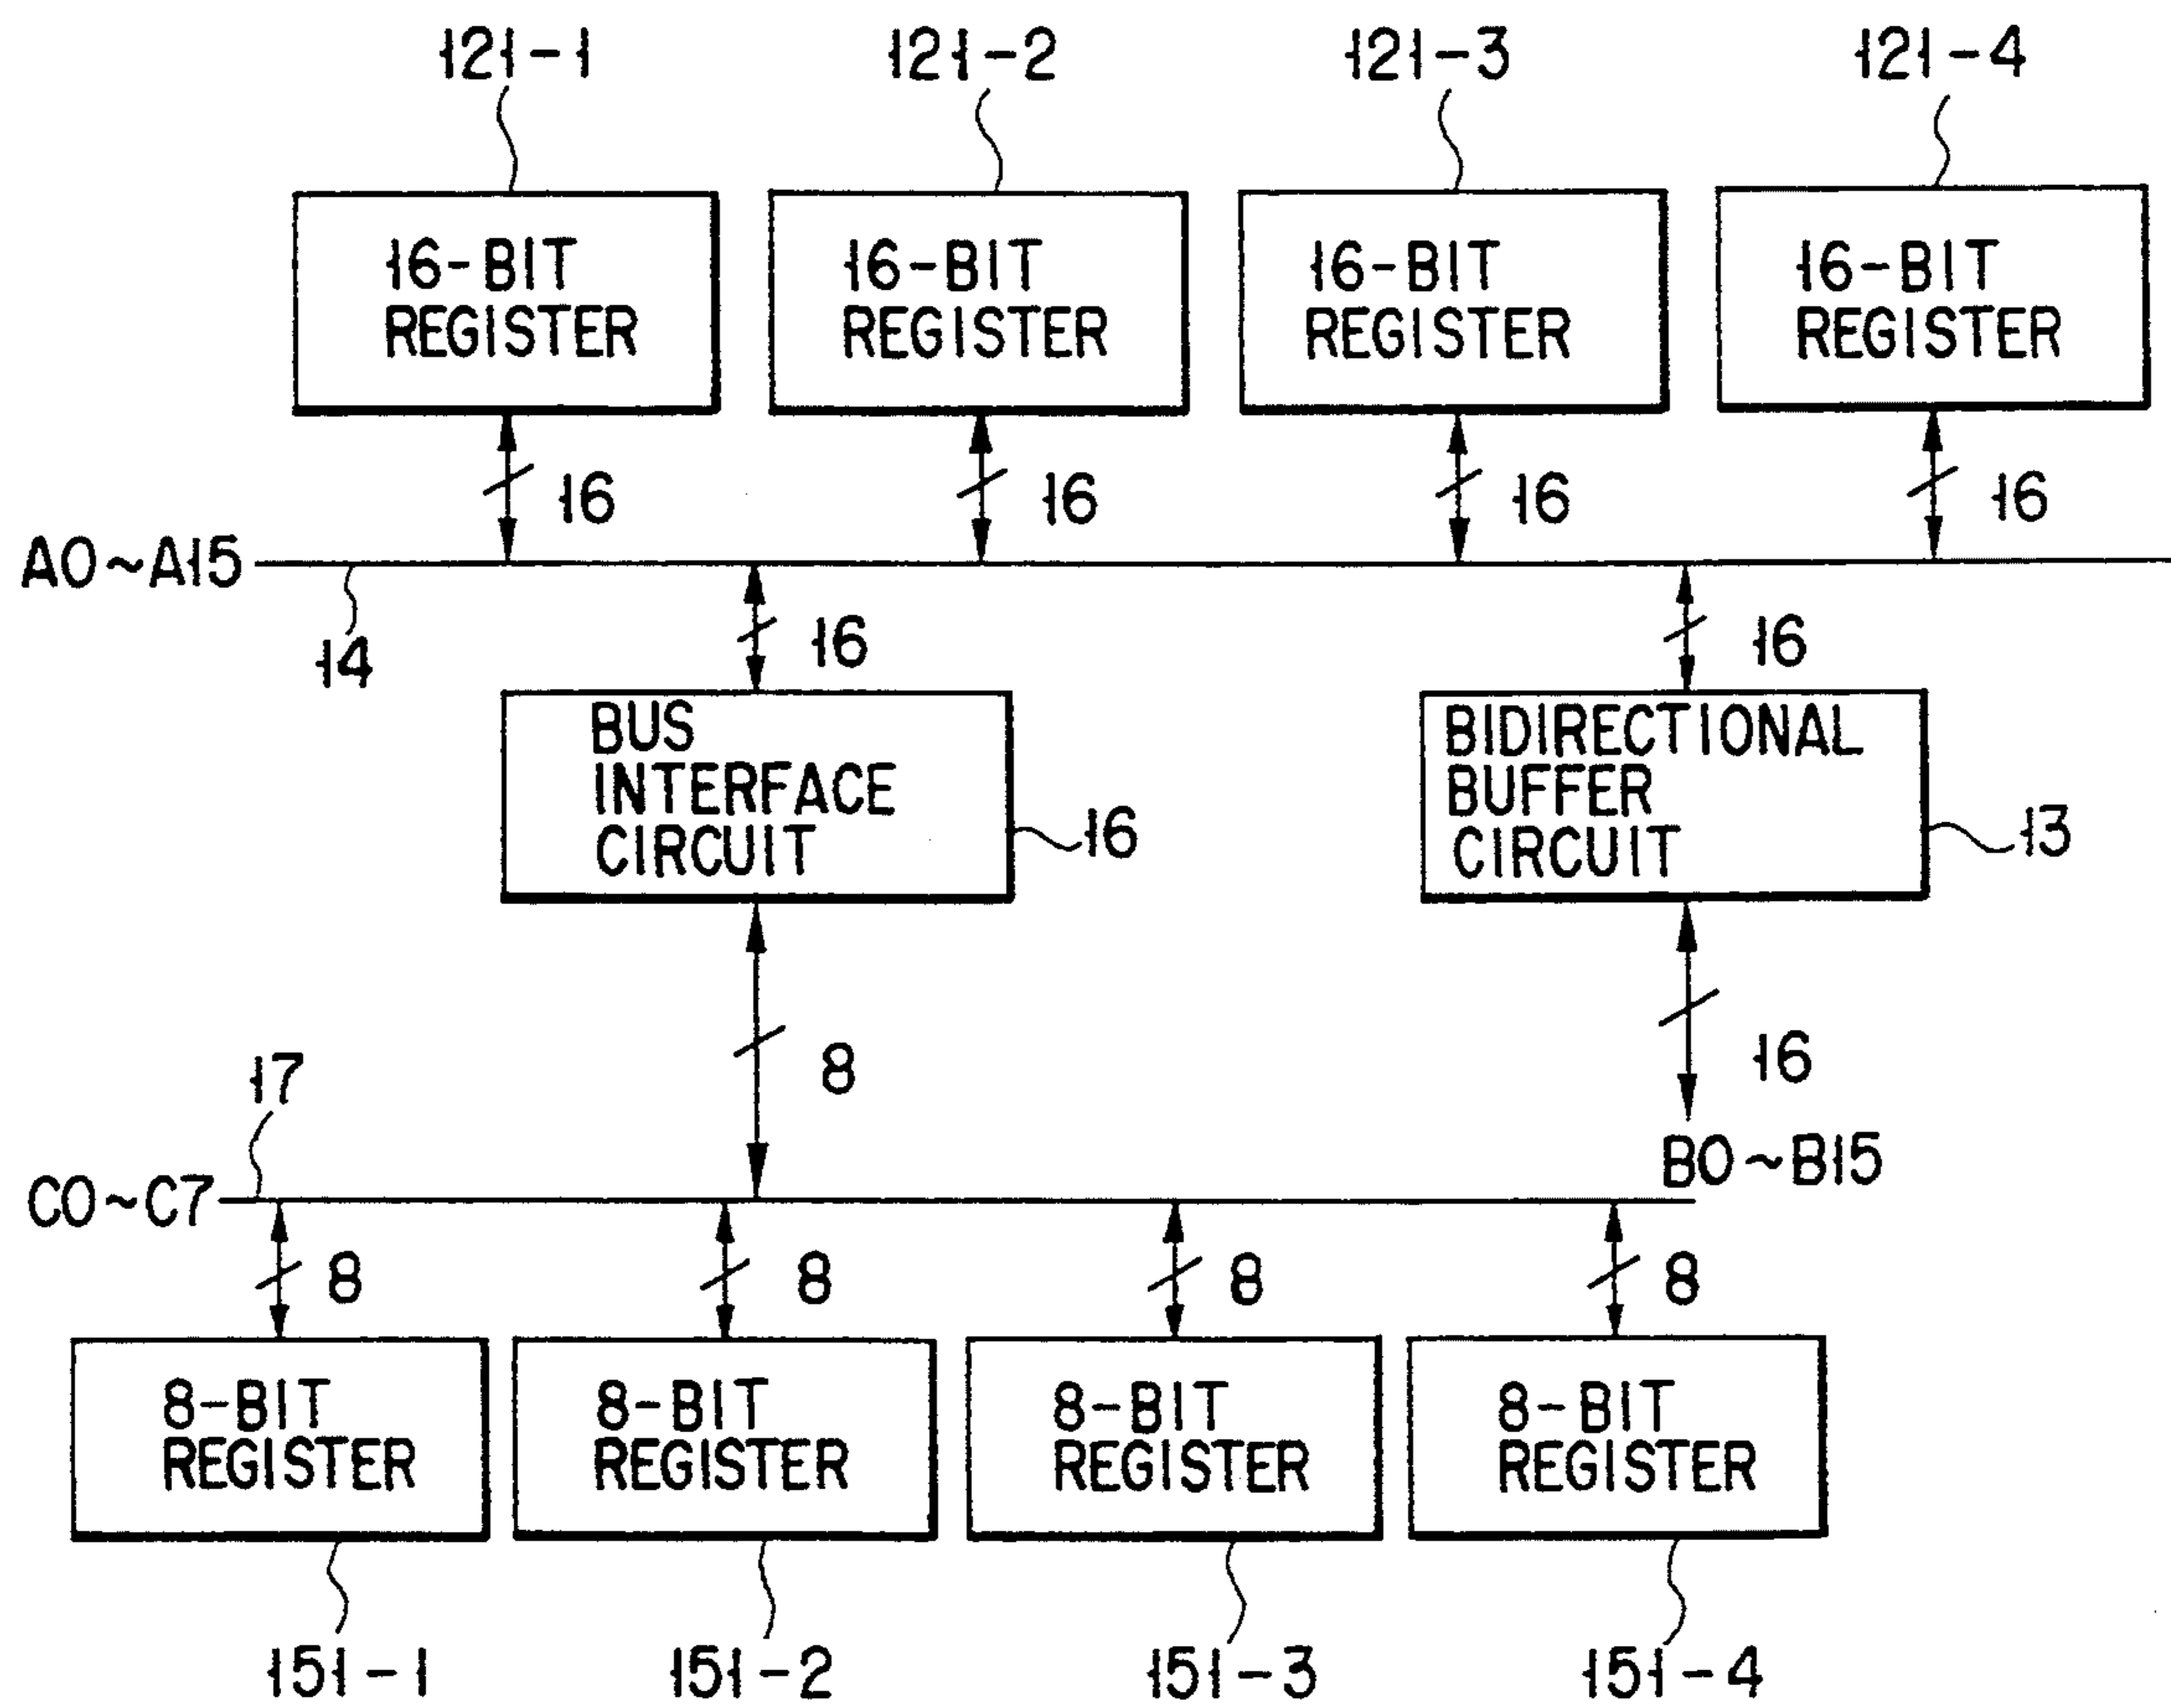 121-1
121-2
121-3
121-4
16-BIT
REGISTER
16-BIT
REGISTER
16-BIT
REGISTER
16-BIT
REGISTER
16
16
16
16
A0~A15
14
16
16
BUS
INTERFACE
CIRCUIT
16
BIDIRECTIONAL
BUFFER
CIRCUIT
13
8
16
17
B0~B15
C0~C7
8
8
8
8
8-BIT
REGISTER
8-BIT
REGISTER
8-BIT
REGISTER
8-BIT
REGISTER
151-1
151-2
151-3
151-4